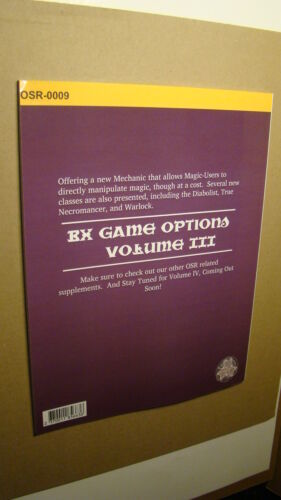 OSR-0009
Offering a new Mechanic that allows Magic-Users to
directly manipulate magic, though at a cost.  Several new
classes are also presented, including the Diabolist, True
Necromancer, and Warlock.
BX GAME OPTIONS
VOLUME III
Make sure to check out our other OSR related
supplements.  And Stay Tuned for Volume IV, Coming Out
Soon!